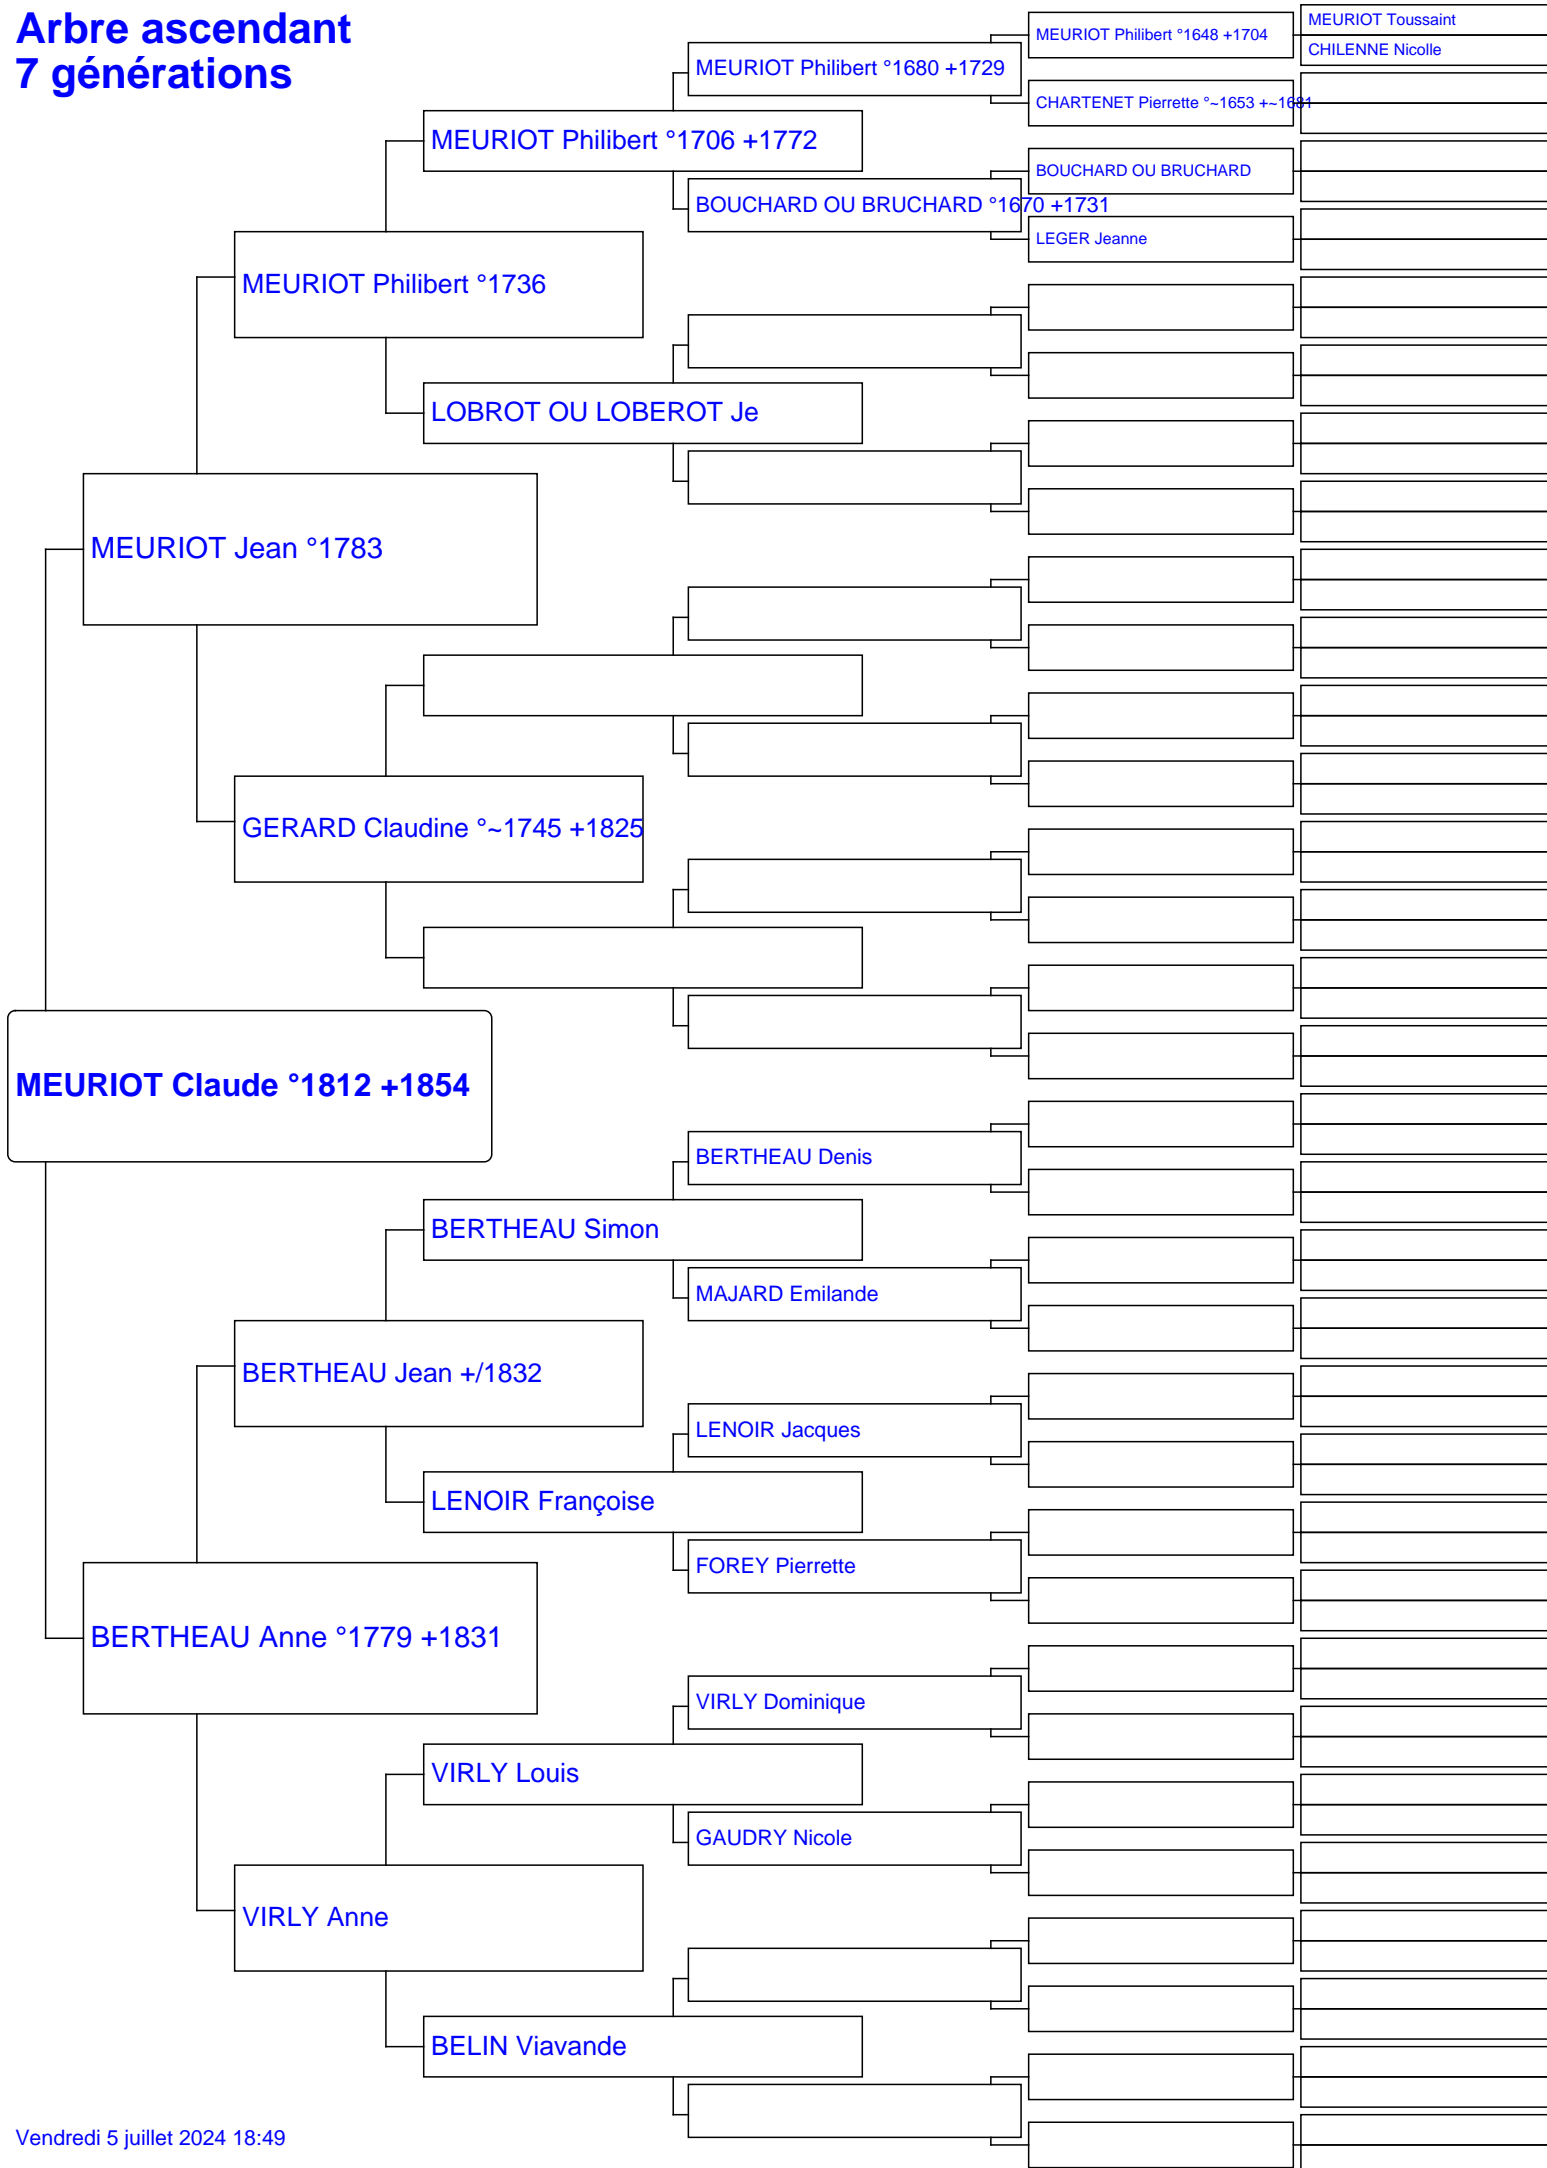 Arbre ascendant
7 générations
MEURIOT Toussaint
MEURIOT Philibert °1648 +1704
CHILENNE Nicolle
MEURIOT Philibert °1680 +1729
CHARTENET Pierrette °~1653 +~1681
MEURIOT Philibert °1706 +1772
BOUCHARD OU BRUCHARD
BOUCHARD OU BRUCHARD °1670 +1731
LEGER Jeanne
MEURIOT Philibert °1736
LOBROT OU LOBEROT Je
MEURIOT Jean °1783
GERARD Claudine °~1745 +1825
MEURIOT Claude °1812 +1854
BERTHEAU Denis
BERTHEAU Simon
MAJARD Emilande
BERTHEAU Jean +/1832
LENOIR Jacques
LENOIR Françoise
FOREY Pierrette
BERTHEAU Anne °1779 +1831
VIRLY Dominique
VIRLY Louis
GAUDRY Nicole
VIRLY Anne
BELIN Viavande
Vendredi 5 juillet 2024 18:49